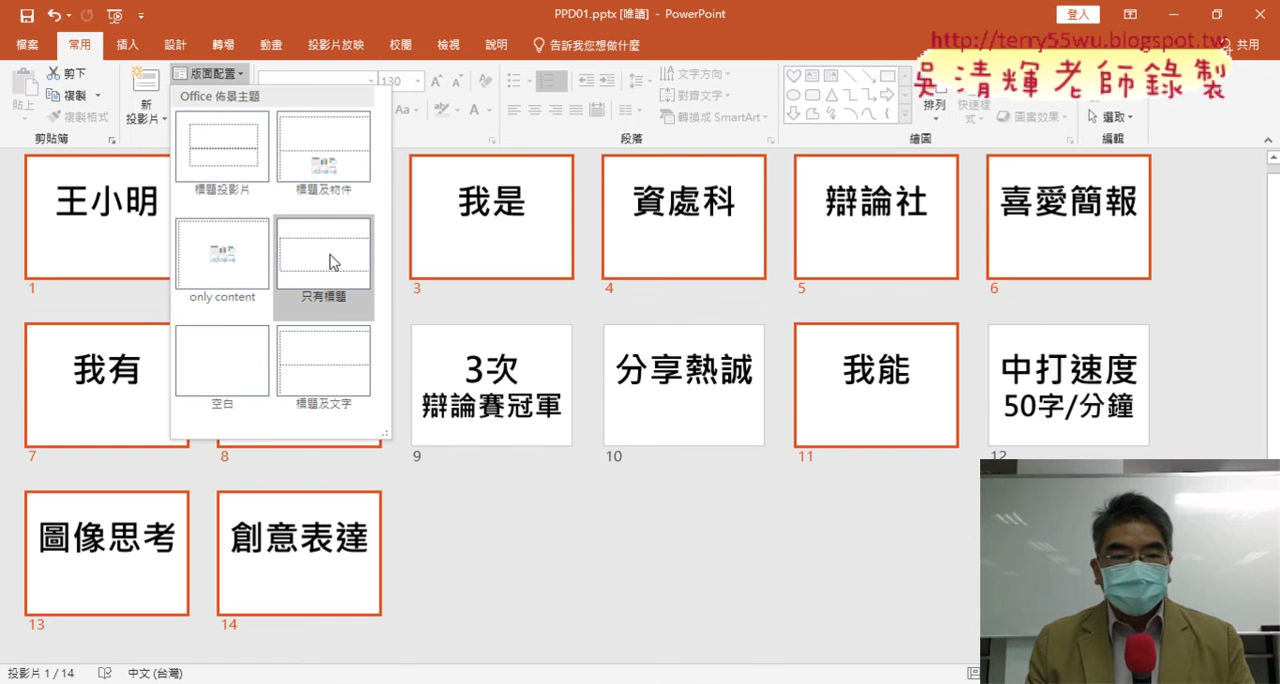 PPD01.pptx [唯讀] - PowerPoint
登入
檔案 常用 插入 設計 轉場 動畫 投影片放映 校閱 檢視 說明 告訴我您想做什麼 共用
http://terry55wu.blogspot.tw
吳清輝老師錄製
貼上
剪下
複製
複製格式
剪貼簿
新
投影片
版面配置
130
Aa
A
文字方向
對齊文字
轉換成 SmartArt
段落
排列
快速樣
式
圖案效果
繪圖
選取
編輯
Office 佈景主題
標題投影片
標題及物件
only content
只有標題
空白
標題及文字
王小明
1
我是
3
資處科
4
辯論社
5
喜愛簡報
6
我有
7
8
3次
辯論賽冠軍
9
分享熱誠
10
我能
11
中打速度
50字/分鐘
12
圖像思考
13
創意表達
14
投影片 1 / 14 中文 (台灣)